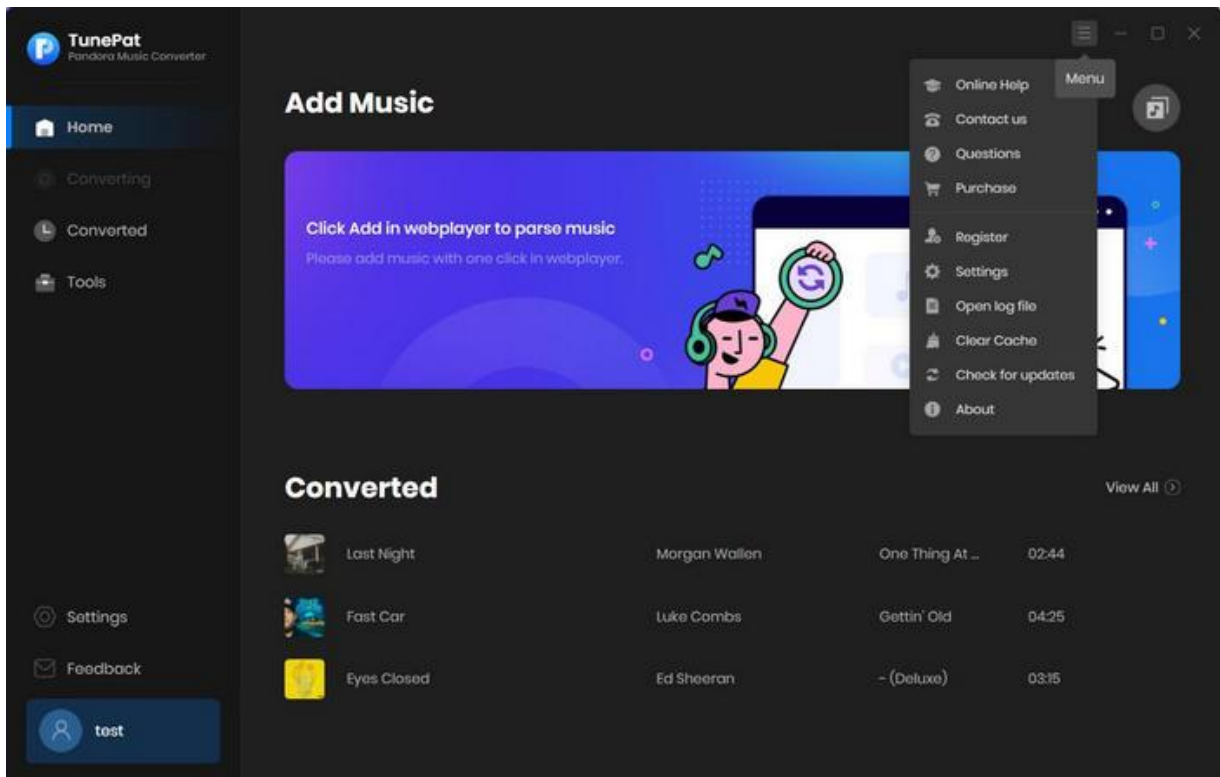 TunePat
Pandora Music Converter
Home
Converting
Converted
Tools
Settings
Feedback
test
Menu
Online Help
Contact us
Questions
Purchase
Register
Settings
Open log file
Clear Cache
Check for updates
About
Add Music
Click Add in webplayer to parse music
Please add music with one click in webplayer.
Converted
View All
Last Night Morgan Wallen One Thing At ... 02:44
Fast Car Luke Combs Gettin' Old 04:25
Eyes Closed Ed Sheeran - (Deluxe) 03:15